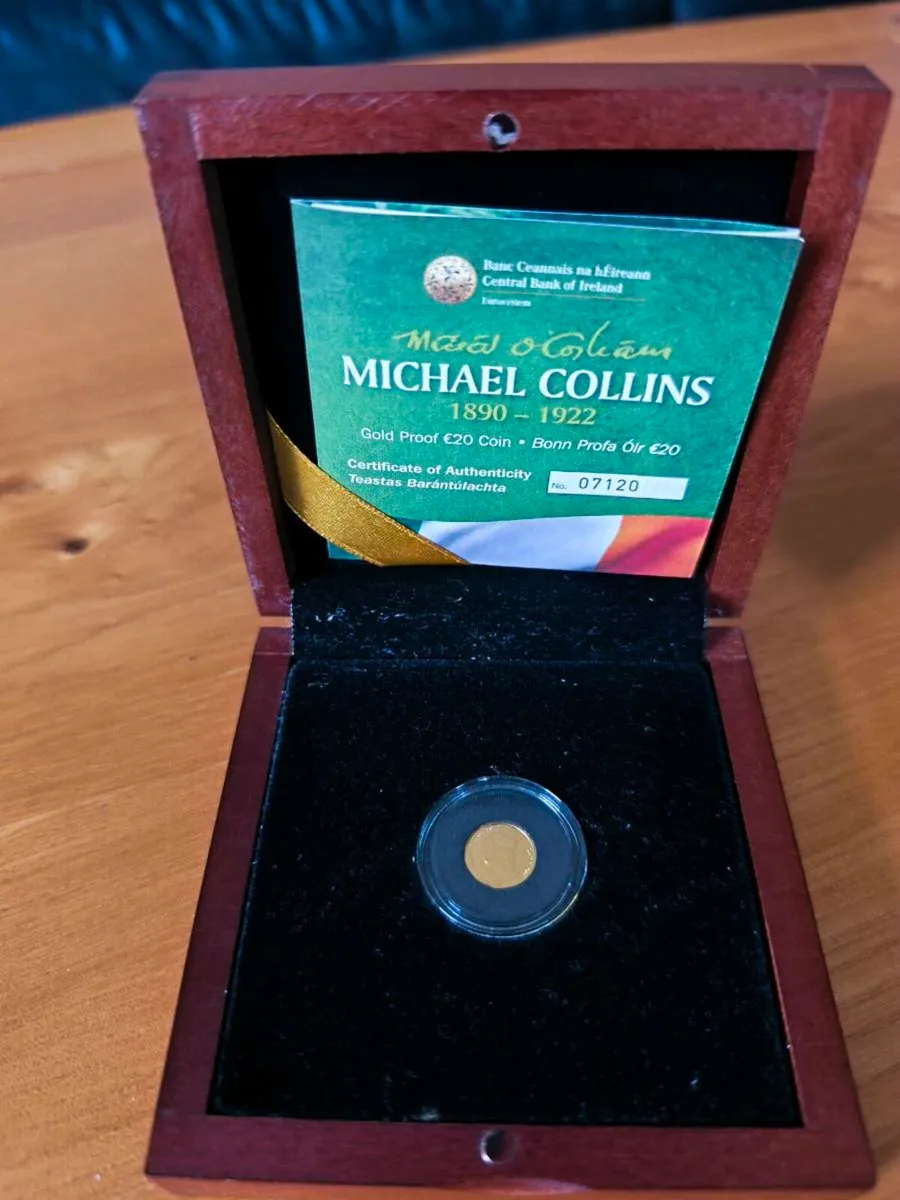 Banc Ceannais na hÉireann
Central Bank of Ireland
Eurosystem
MICHAEL COLLINS
1890 – 1922
Gold Proof €20 Coin • Bonn Profa Óir €20
Certificate of Authenticity
Teastas Barántúlachta
No. 07120